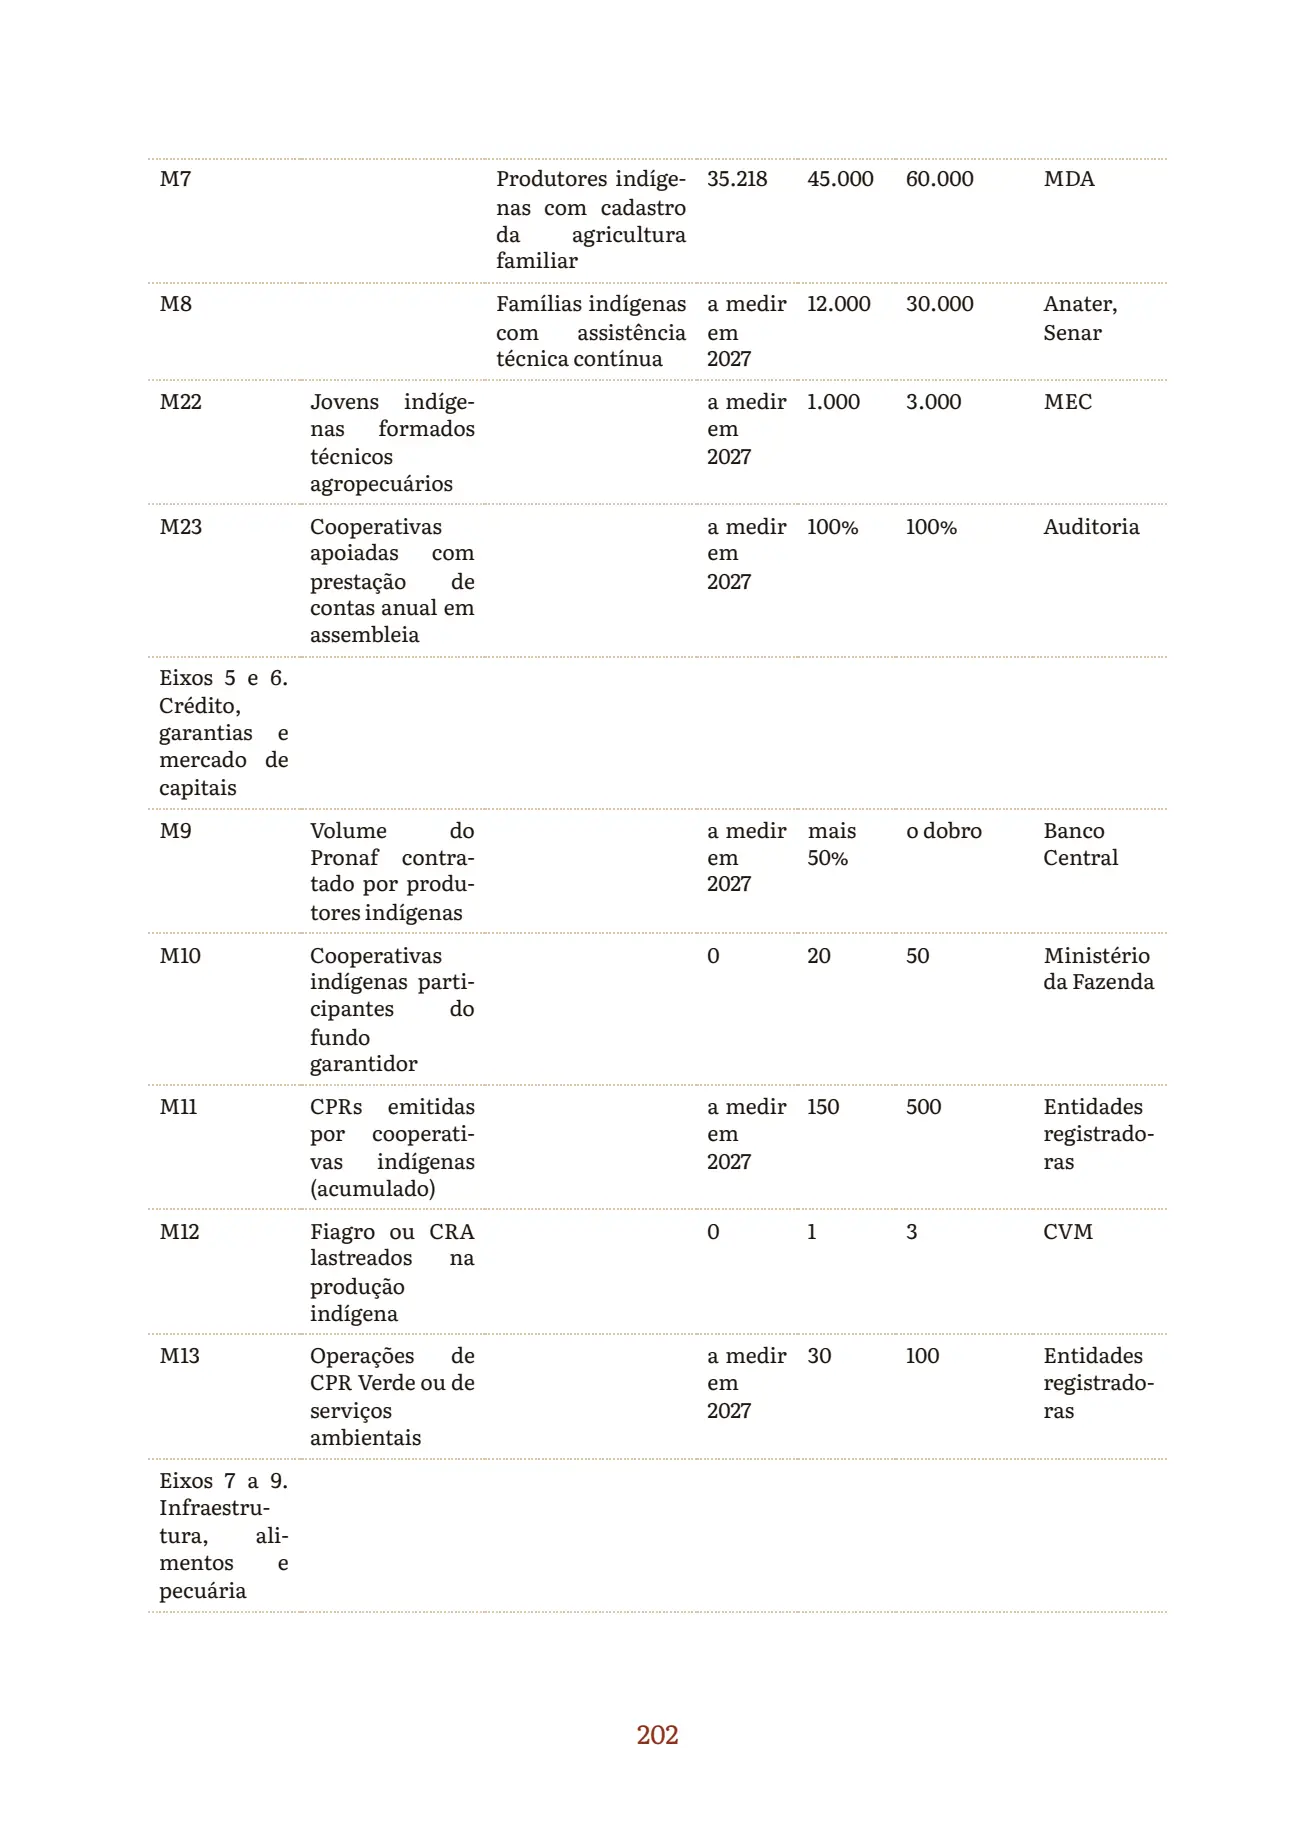 M7 Produtores indíge- 35.218 45.000 60.000 MDA
nas com cadastro
da agricultura
familiar
M8 Famílias indígenas a medir 12.000 30.000 Anater,
com assistência em Senar
técnica contínua 2027
M22 Jovens indíge- a medir 1.000 3.000 MEC
nas formados em
técnicos 2027
agropecuários
M23 Cooperativas a medir 100% 100% Auditoria
apoiadas com em
prestação de 2027
contas anual em
assembleia
Eixos 5 e 6.
Crédito,
garantias e
mercado de
capitais
M9 Volume do a medir mais o dobro Banco
Pronaf contra- em 50% Central
tado por produ- 2027
tores indígenas
M10 Cooperativas 0 20 50 Ministério
indígenas parti- da Fazenda
cipantes do
fundo
garantidor
M11 CPRs emitidas a medir 150 500 Entidades
por cooperati- em registrado-
vas indígenas 2027 ras
(acumulado)
M12 Fiagro ou CRA 0 1 3 CVM
lastreados na
produção
indígena
M13 Operações de a medir 30 100 Entidades
CPR Verde ou de em registrado-
serviços 2027 ras
ambientais
Eixos 7 a 9.
Infraestru-
tura, ali-
mentos e
pecuária
202